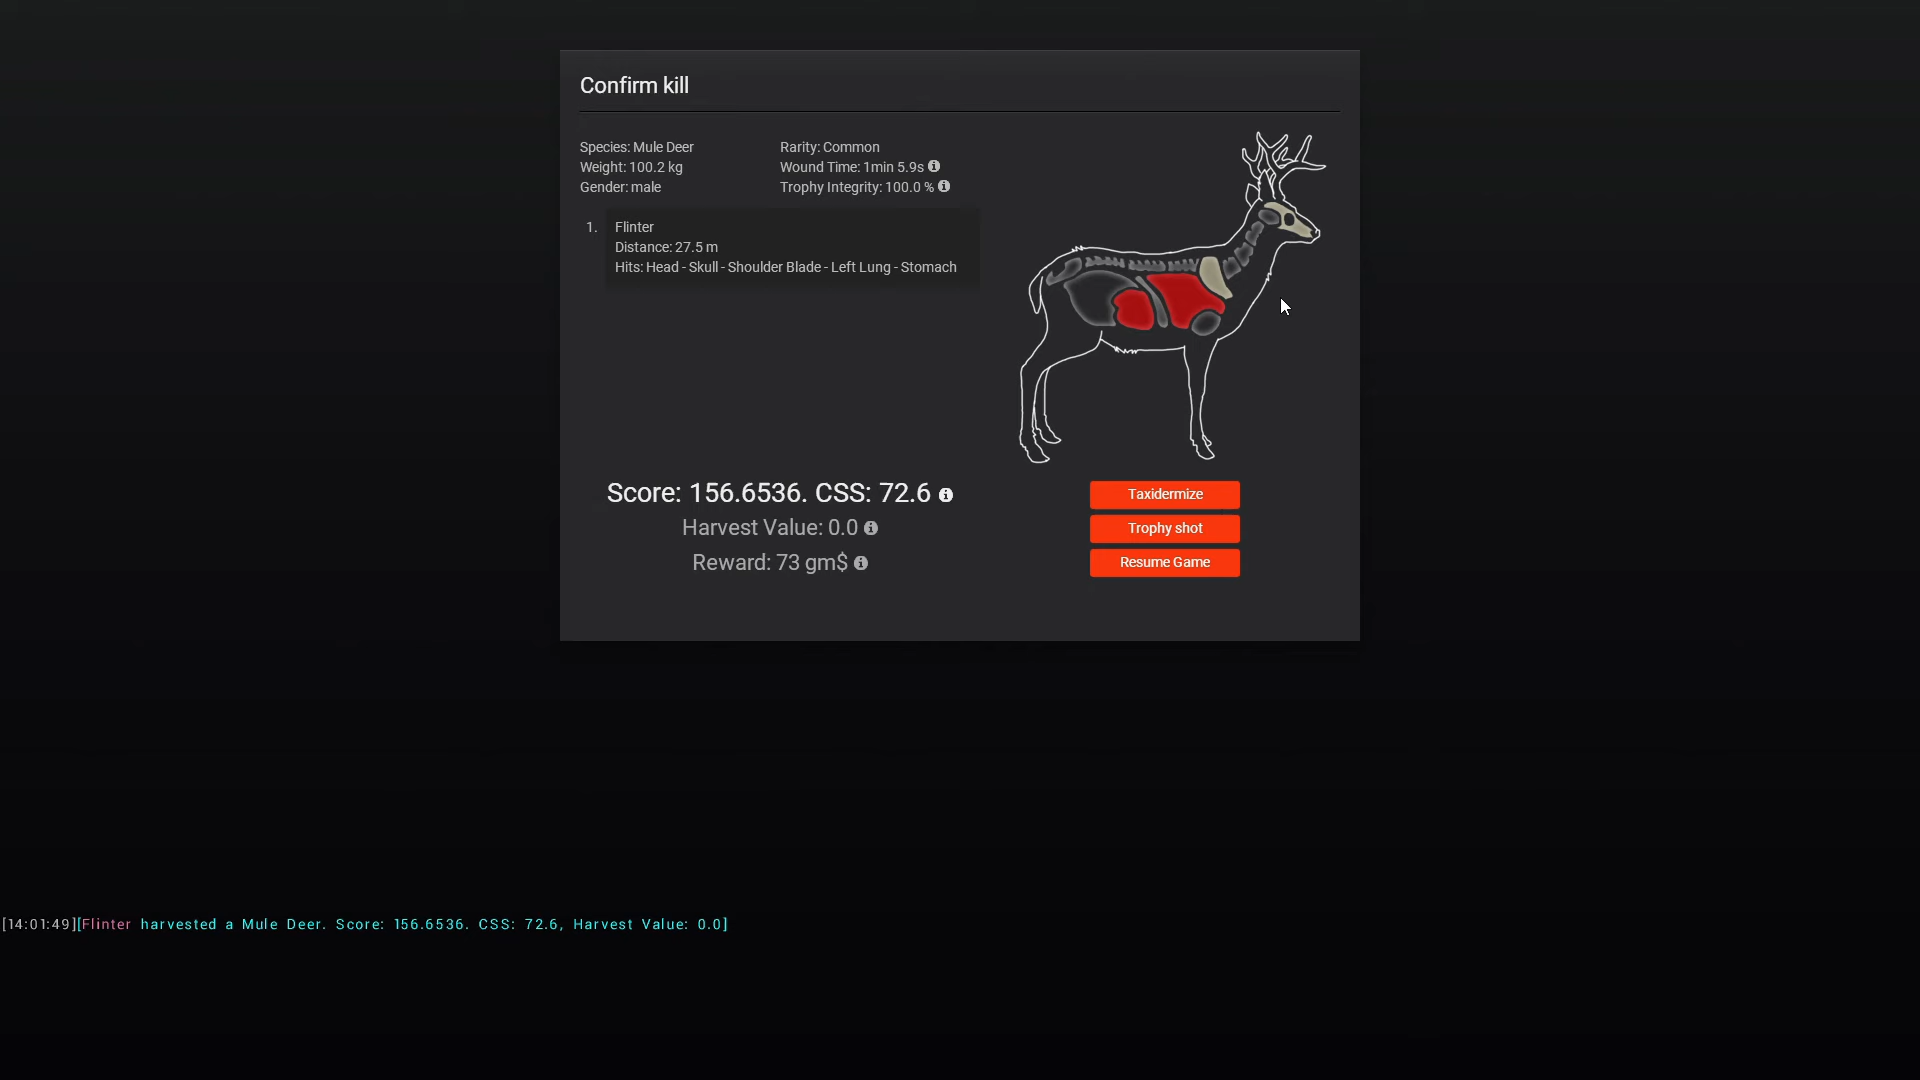 Confirm kill
Species: Mule Deer
Weight: 100.2 kg
Gender: male
Rarity: Common
Wound Time: 1min 5.9s
Trophy Integrity: 100.0 %
1. Flinter
Distance: 27.5 m
Hits: Head - Skull - Shoulder Blade - Left Lung - Stomach
Score: 156.6536. CSS: 72.6
Harvest Value: 0.0
Reward: 73 gm$
Taxidermize
Trophy shot
Resume Game
[14:01:49][Flinter harvested a Mule Deer. Score: 156.6536. CSS: 72.6, Harvest Value: 0.0]